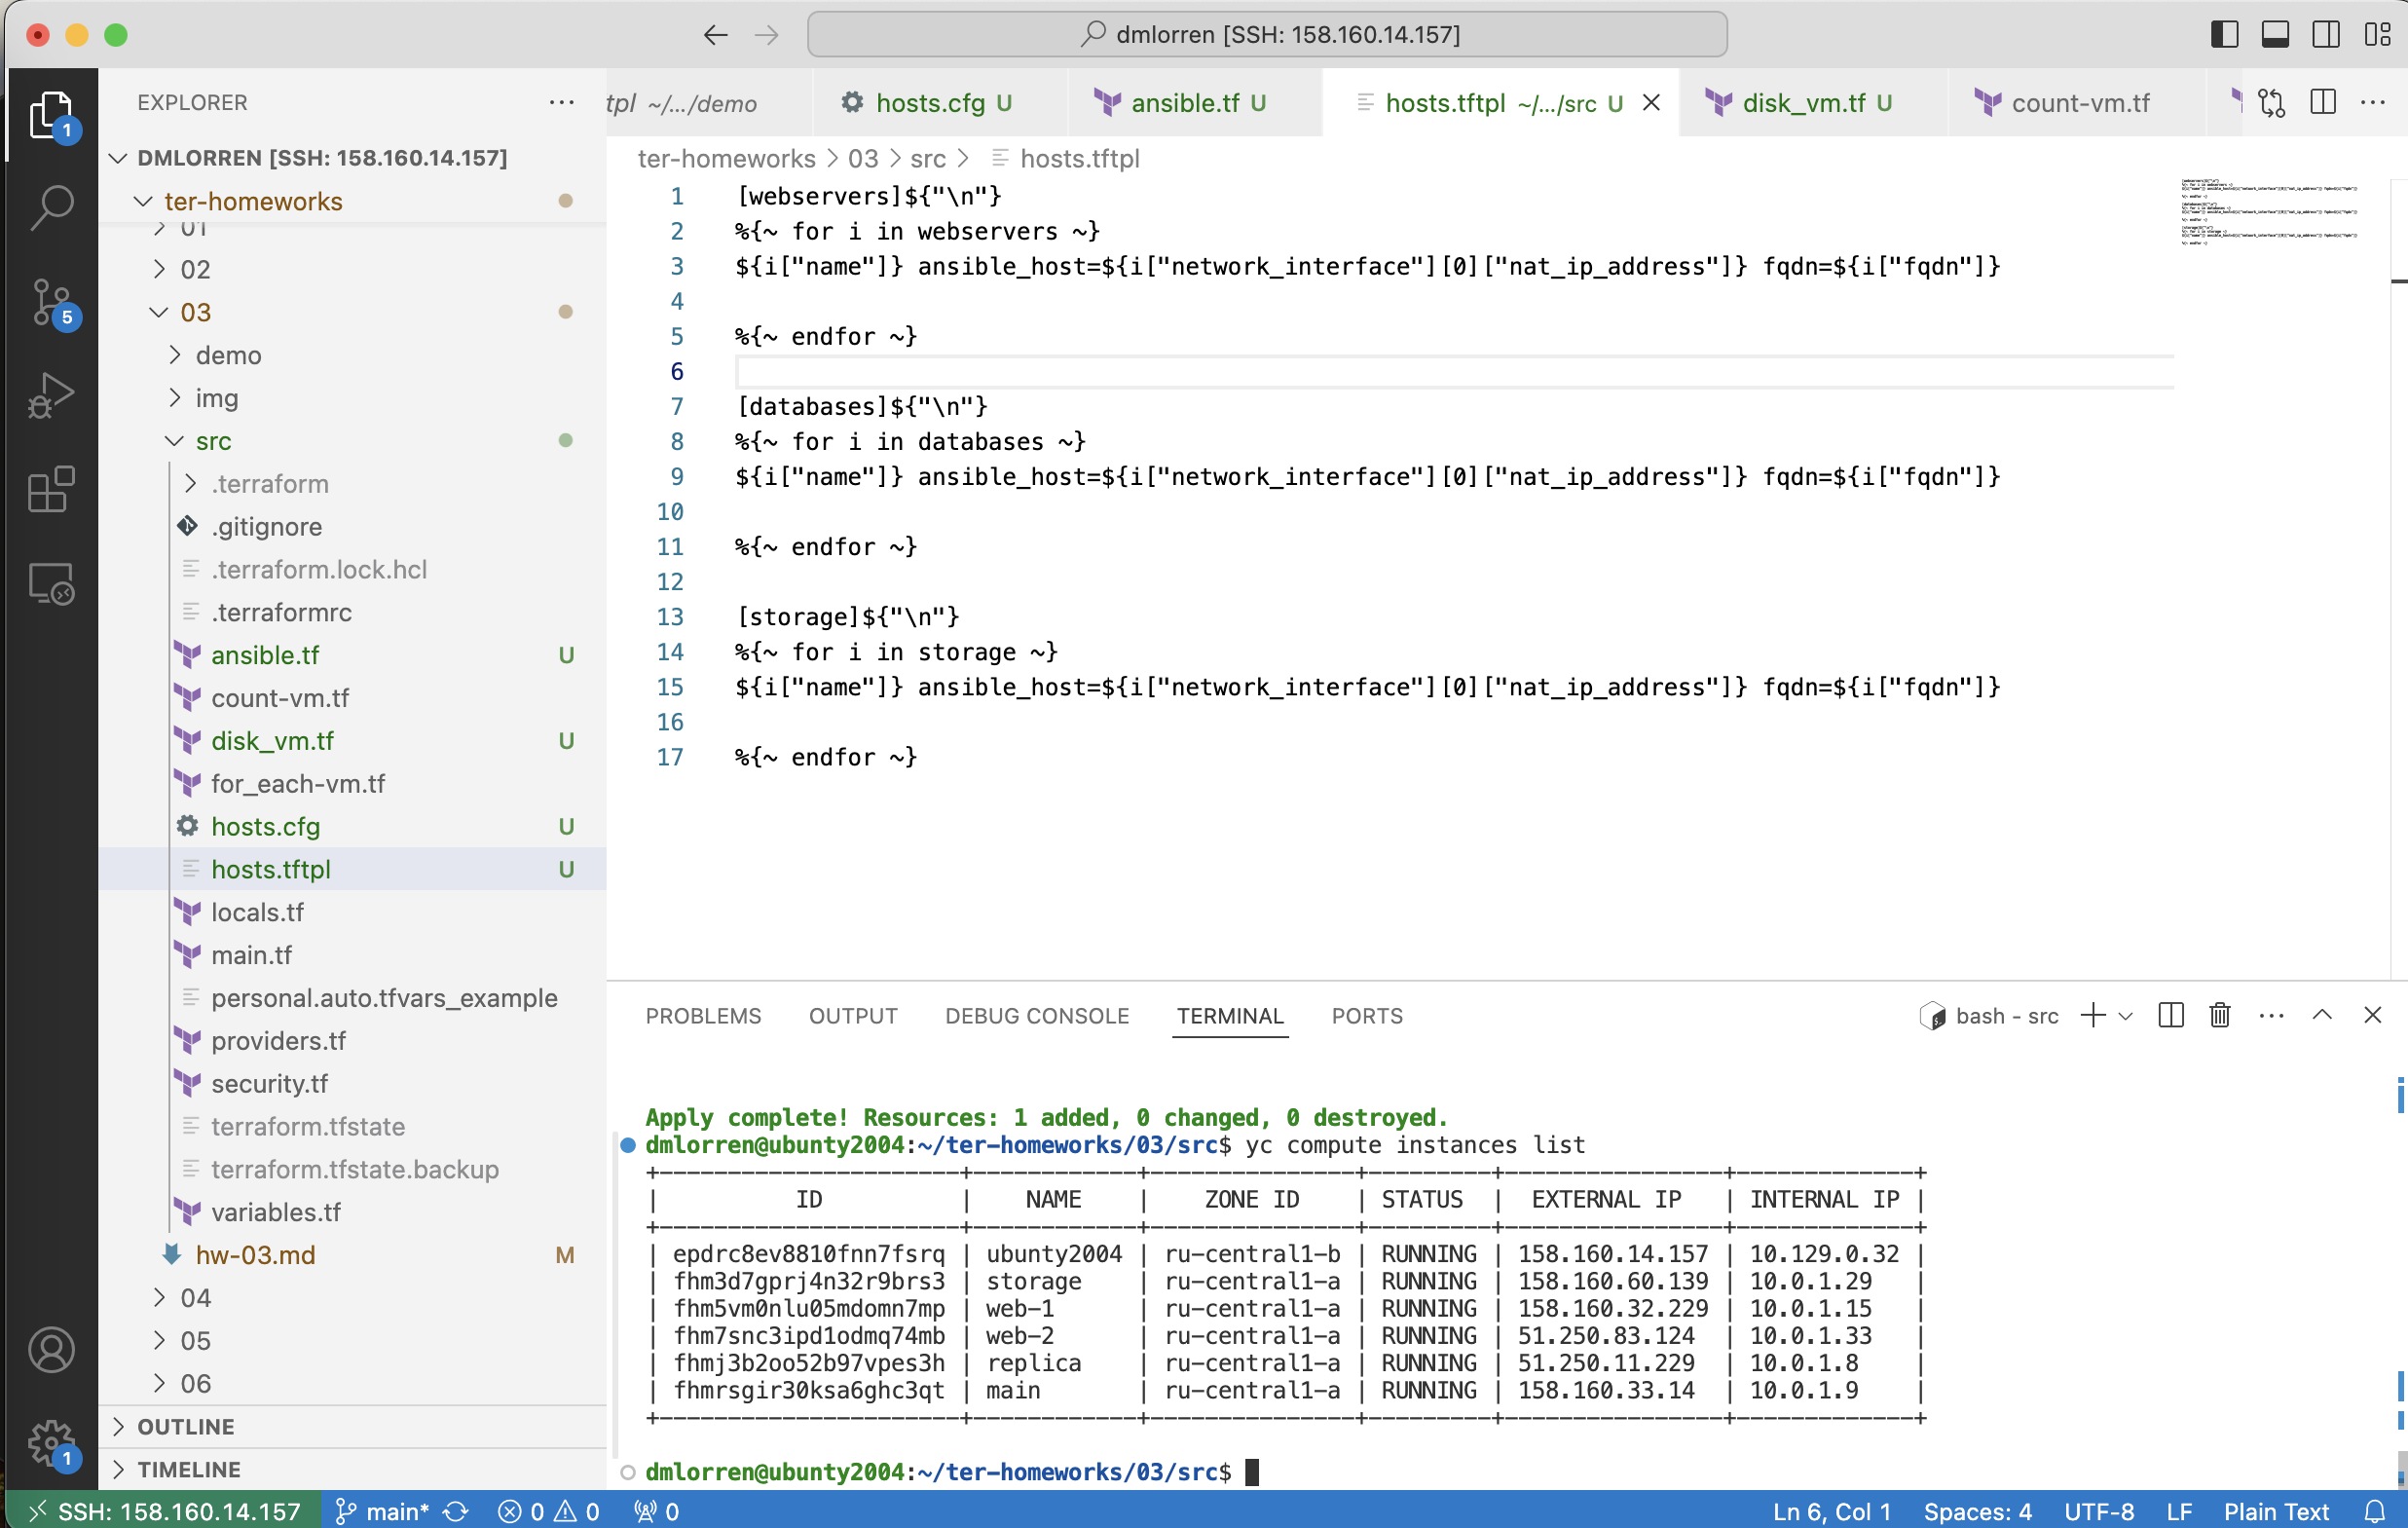 dmlorren [SSH: 158.160.14.157]
EXPLORER
DMLORREN [SSH: 158.160.14.157]
ter-homeworks
01
02
03
demo
img
src
.terraform
.gitignore
.terraform.lock.hcl
.terraformrc
ansible.tf U
count-vm.tf
disk_vm.tf U
for_each-vm.tf
hosts.cfg U
hosts.tftpl U
locals.tf
main.tf
personal.auto.tfvars_example
providers.tf
security.tf
terraform.tfstate
terraform.tfstate.backup
variables.tf
hw-03.md M
04
05
06
OUTLINE
TIMELINE
1
5
1
tpl ~/.../demo
hosts.cfg U
ansible.tf U
hosts.tftpl ~/.../src U
disk_vm.tf U
count-vm.tf
ter-homeworks > 03 > src > hosts.tftpl
1 [webservers]${"\n"}
2 %{~ for i in webservers ~}
3 ${i["name"]} ansible_host=${i["network_interface"][0]["nat_ip_address"]} fqdn=${i["fqdn"]}
4
5 %{~ endfor ~}
6
7 [databases]${"\n"}
8 %{~ for i in databases ~}
9 ${i["name"]} ansible_host=${i["network_interface"][0]["nat_ip_address"]} fqdn=${i["fqdn"]}
10
11 %{~ endfor ~}
12
13 [storage]${"\n"}
14 %{~ for i in storage ~}
15 ${i["name"]} ansible_host=${i["network_interface"][0]["nat_ip_address"]} fqdn=${i["fqdn"]}
16
17 %{~ endfor ~}
PROBLEMS OUTPUT DEBUG CONSOLE TERMINAL PORTS
bash - src
Apply complete! Resources: 1 added, 0 changed, 0 destroyed.
dmlorren@ubunty2004:~/ter-homeworks/03/src$ yc compute instances list
+----------------------+------------+---------------+---------+----------------+-------------+
| ID | NAME | ZONE ID | STATUS | EXTERNAL IP | INTERNAL IP |
+----------------------+------------+---------------+---------+----------------+-------------+
| epdrc8ev8810fnn7fsrq | ubunty2004 | ru-central1-b | RUNNING | 158.160.14.157 | 10.129.0.32 |
| fhm3d7gprj4n32r9brs3 | storage | ru-central1-a | RUNNING | 158.160.60.139 | 10.0.1.29 |
| fhm5vm0nlu05mdomn7mp | web-1 | ru-central1-a | RUNNING | 158.160.32.229 | 10.0.1.15 |
| fhm7snc3ipd1odmq74mb | web-2 | ru-central1-a | RUNNING | 51.250.83.124 | 10.0.1.33 |
| fhmj3b2oo52b97vpes3h | replica | ru-central1-a | RUNNING | 51.250.11.229 | 10.0.1.8 |
| fhmrsgir30ksa6ghc3qt | main | ru-central1-a | RUNNING | 158.160.33.14 | 10.0.1.9 |
+----------------------+------------+---------------+---------+----------------+-------------+
dmlorren@ubunty2004:~/ter-homeworks/03/src$
SSH: 158.160.14.157 main* 0 0 0 Ln 6, Col 1 Spaces: 4 UTF-8 LF Plain Text